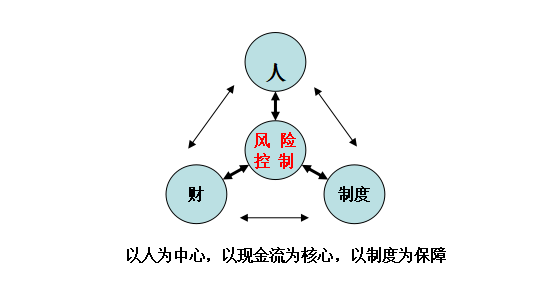 人
风 险
控 制
财
制度
以人为中心，以现金流为核心，以制度为保障